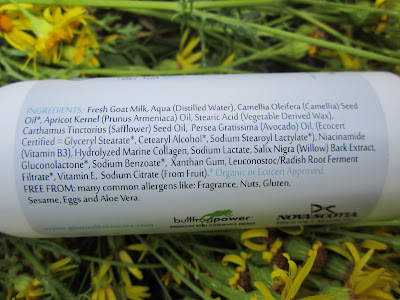 INGREDIENTS: Fresh Goat Milk, Aqua (Distilled Water), Camellia Oleifera (Camellia) Seed
Oil*, Apricot Kernel (Prunus Armeniaca) Oil, Stearic Acid (Vegetable Derived Wax),
Carthamus Tinctorius (Safflower) Seed Oil, Persea Gratissima (Avocado) Oil, (Ecocert
Certified = Glyceryl Stearate*, Cetearyl Alcohol*, Sodium Stearoyl Lactylate*), Niacinamide
(Vitamin B3), Hydrolyzed Marine Collagen, Sodium Lactate, Salix Nigra (Willow) Bark Extract,
Gluconolactone*, Sodium Benzoate*, Xanthan Gum, Leuconostoc/Radish Root Ferment
Filtrate*, Vitamin E, Sodium Citrate (From Fruit).* Organic or Ecocert Approved.
FREE FROM: many common allergens like: Fragrance, Nuts, Gluten,
Sesame, Eggs and Aloe Vera.
bullfrogpower
NOVASCOTIA